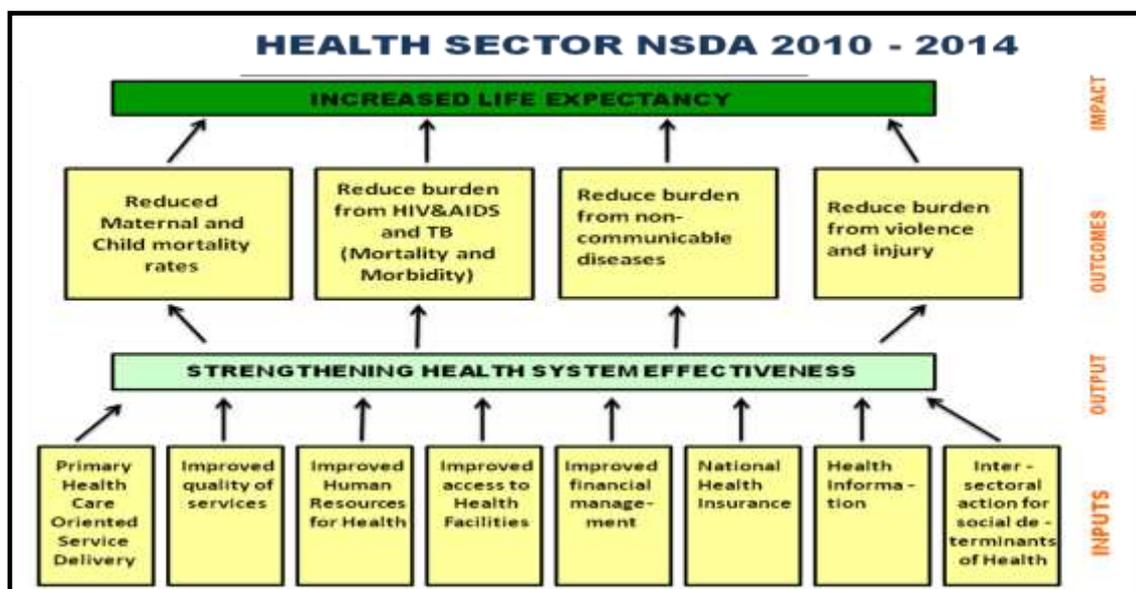 HEALTH SECTOR NSDA 2010 - 2014
INCREASED LIFE EXPECTANCY
IMPACT
Reduced
Maternal and
Child mortality
rates
Reduce burden
from HIV&AIDS
and TB
(Mortality and
Morbidity)
Reduce burden
from non-
communicable
diseases
Reduce burden
from violence
and injury
OUTCOMES
STRENGTHENING HEALTH SYSTEM EFFECTIVENESS
OUTPUT
Primary
Health
Care
Oriented
Service
Delivery
Improved
quality of
services
Improved
Human
Resources
for Health
Improved
access to
Health
Facilities
Improved
financial
manage-
ment
National
Health
Insurance
Health
Informa -
tion
Inter -
sectoral
action for
social de -
terminants
of Health
INPUTS